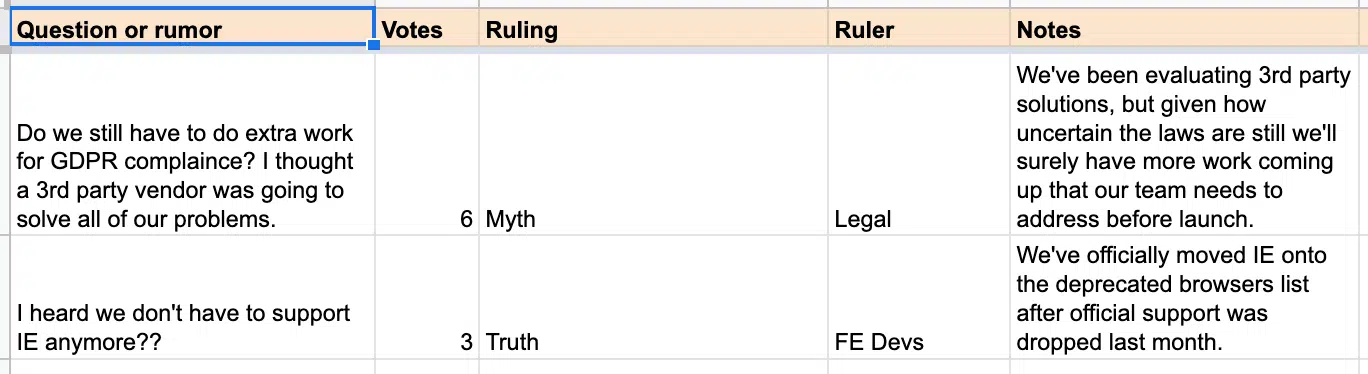 Question or rumor Votes Ruling Ruler Notes
Do we still have to do extra work
for GDPR complaince? I thought
a 3rd party vendor was going to
solve all of our problems.
6
Myth
Legal
We've been evaluating 3rd party
solutions, but given how
uncertain the laws are still we'll
surely have more work coming
up that our team needs to
address before launch.
I heard we don't have to support
IE anymore??
3
Truth
FE Devs
We've officially moved IE onto
the deprecated browsers list
after official support was
dropped last month.